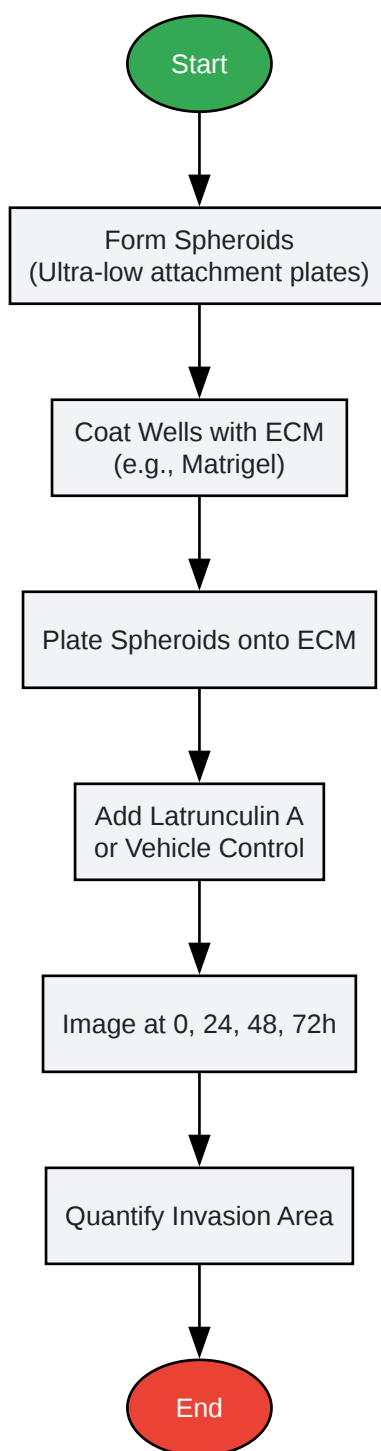 Start
Form Spheroids
(Ultra-low attachment plates)
Coat Wells with ECM
(e.g., Matrigel)
Plate Spheroids onto ECM
Add Latrunculin A
or Vehicle Control
Image at 0, 24, 48, 72h
Quantify Invasion Area
End